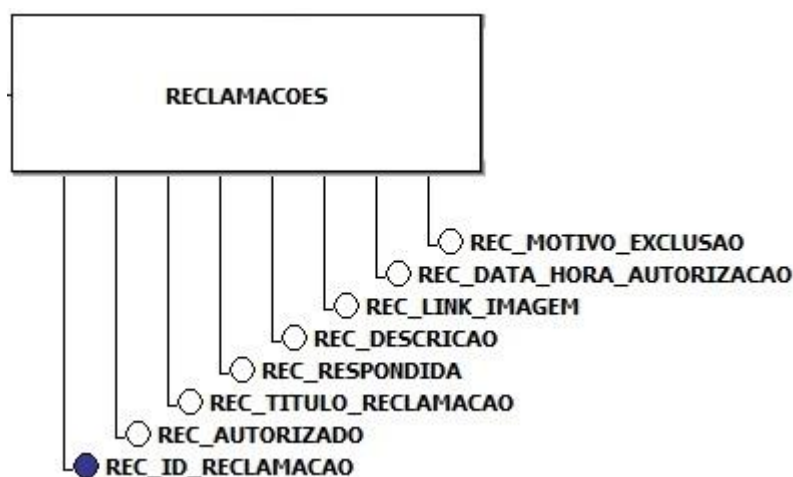 RECLAMACOES
REC_MOTIVO_EXCLUSAO
REC_DATA_HORA_AUTORIZACAO
REC_LINK_IMAGEM
REC_DESCRICAO
REC_RESPONDIDA
REC_TITULO_RECLAMACAO
REC_AUTORIZADO
REC_ID_RECLAMACAO